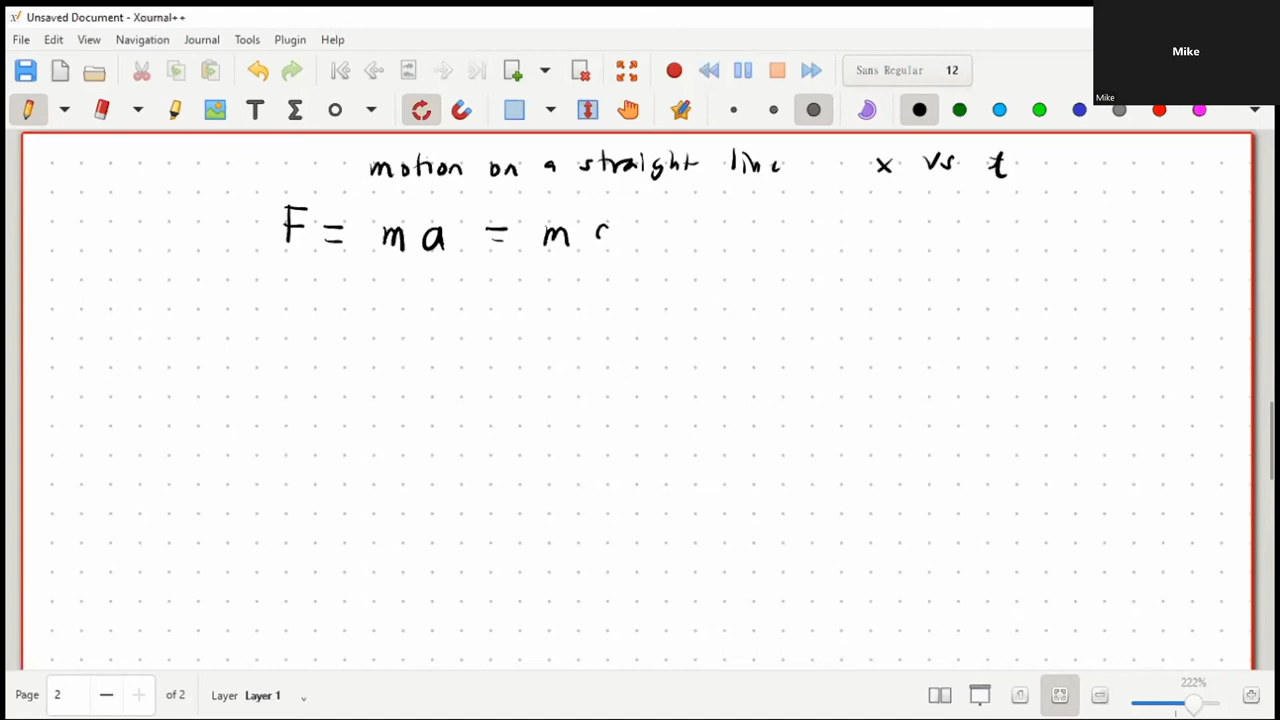 Unsaved Document - Xournal++
Mike
File Edit View Navigation Journal Tools Plugin Help
Sans Regular 12
Mike
motion on a straight line x vs t
F = ma = m
Page 2 of 2 Layer Layer 1 222%